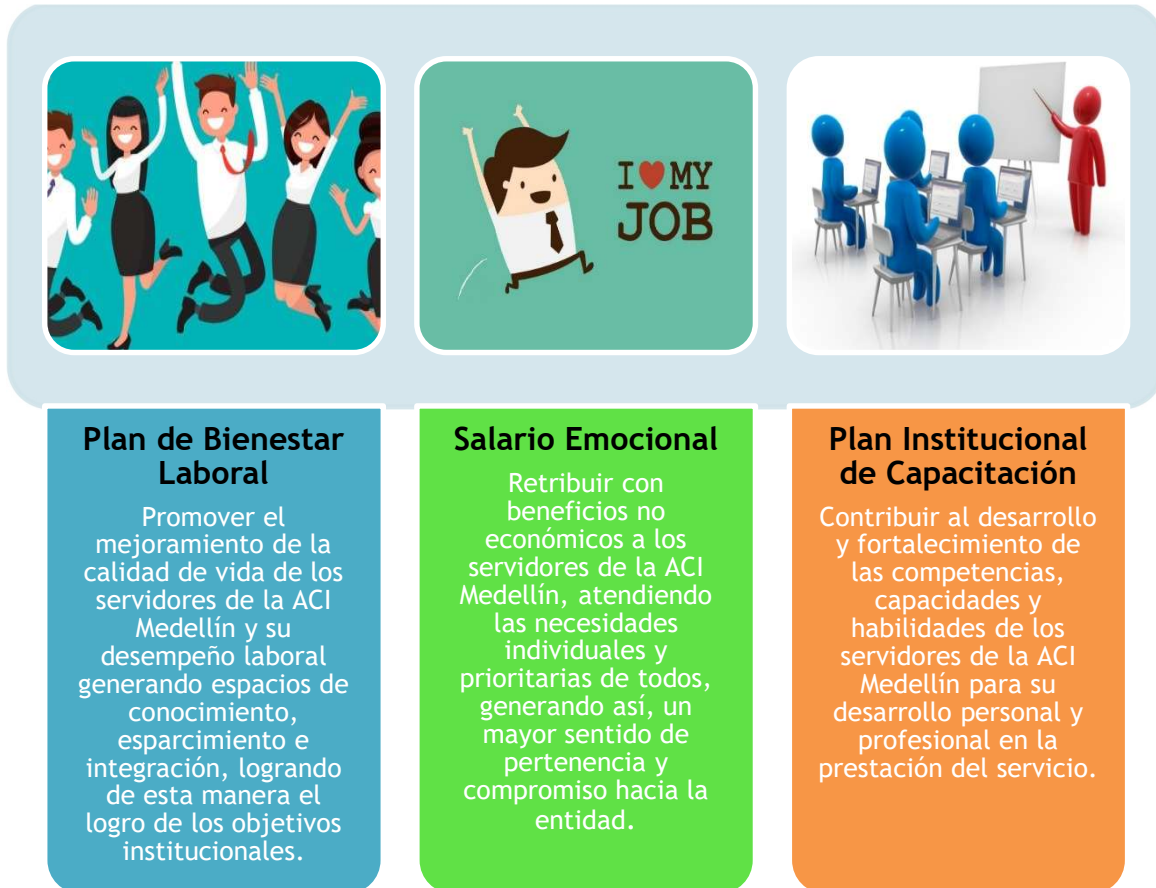 I ♥ MY
JOB
Plan de Bienestar
Laboral
Promover el
mejoramiento de la
calidad de vida de los
servidores de la ACI
Medellín y su
desempeño laboral
generando espacios de
conocimiento,
esparcimiento e
integración, logrando
de esta manera el
logro de los objetivos
institucionales.
Salario Emocional
Retribuir con
beneficios no
económicos a los
servidores de la ACI
Medellín, atendiendo
las necesidades
individuales y
prioritarias de todos,
generando así, un
mayor sentido de
pertenencia y
compromiso hacia la
entidad.
Plan Institucional
de Capacitación
Contribuir al desarrollo
y fortalecimiento de
las competencias,
capacidades y
habilidades de los
servidores de la ACI
Medellín para su
desarrollo personal y
profesional en la
prestación del servicio.